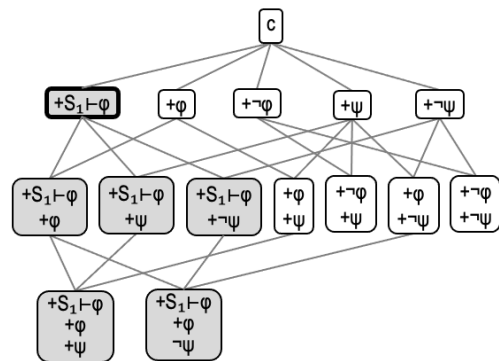 c
+S₁⊢φ +φ +¬φ +ψ +¬ψ
+S₁⊢φ +S₁⊢φ +S₁⊢φ +φ +¬φ +φ +¬φ
+φ +ψ +¬ψ +ψ +ψ +¬ψ +¬ψ
+S₁⊢φ +S₁⊢φ
+φ +φ
+ψ ¬ψ